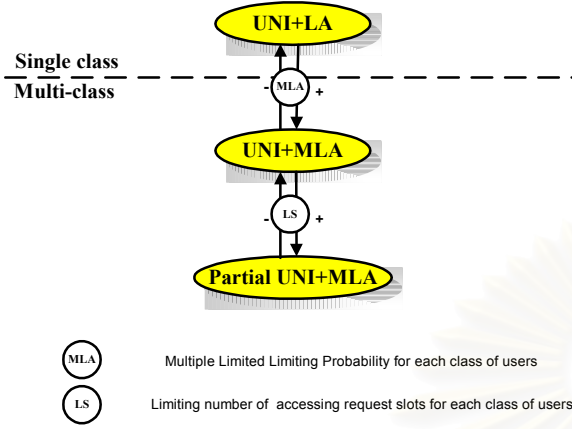 UNI+LA
Single class
Multi-class
- MLA +
UNI+MLA
- LS +
Partial UNI+MLA
MLA Multiple Limited Limiting Probability for each class of users
LS Limiting number of accessing request slots for each class of users